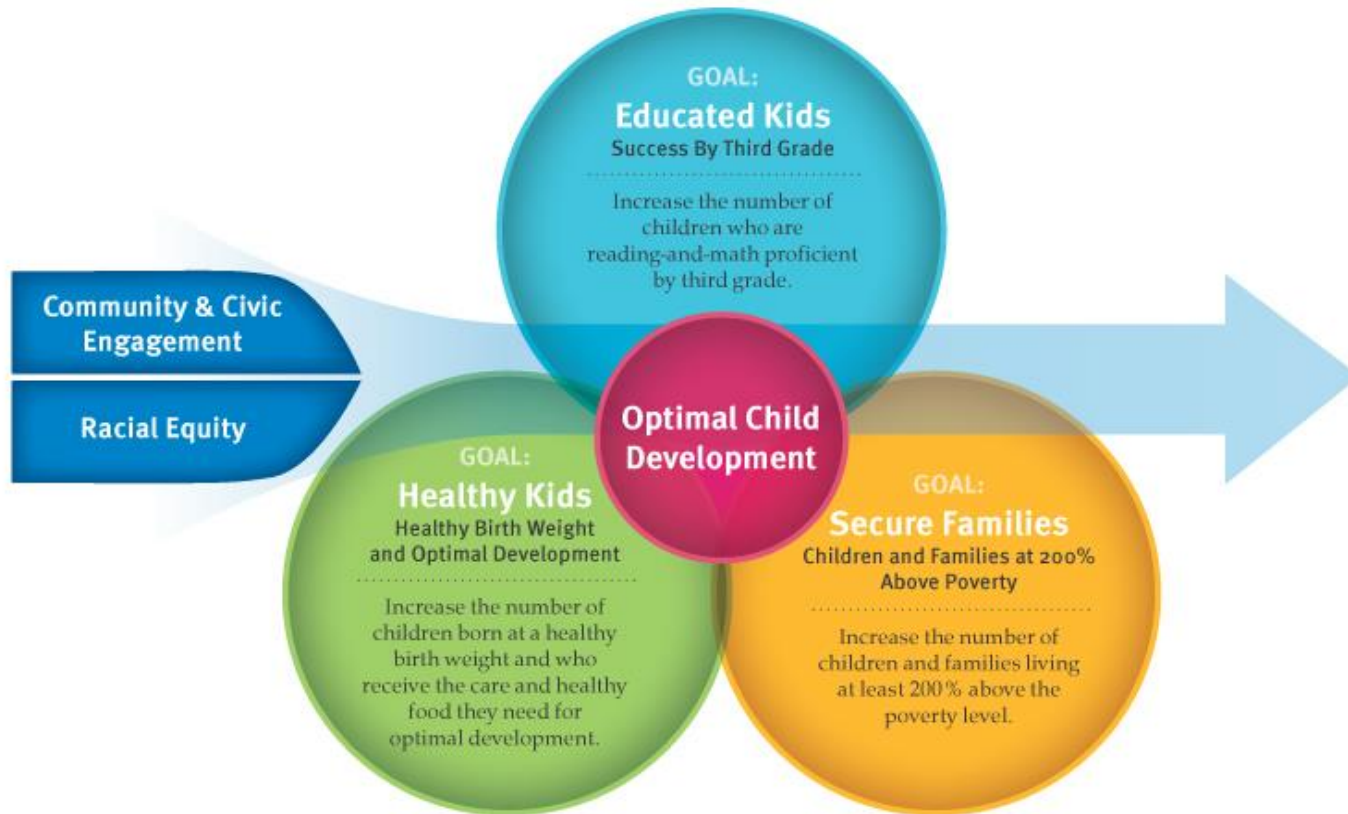 GOAL:
Educated Kids
Success By Third Grade
Increase the number of
children who are
reading-and-math proficient
by third grade.
Community & Civic
Engagement
Racial Equity
Optimal Child
Development
GOAL:
Healthy Kids
Healthy Birth Weight
and Optimal Development
Increase the number of
children born at a healthy
birth weight and who
receive the care and healthy
food they need for
optimal development.
GOAL:
Secure Families
Children and Families at 200%
Above Poverty
Increase the number of
children and families living
at least 200% above the
poverty level.